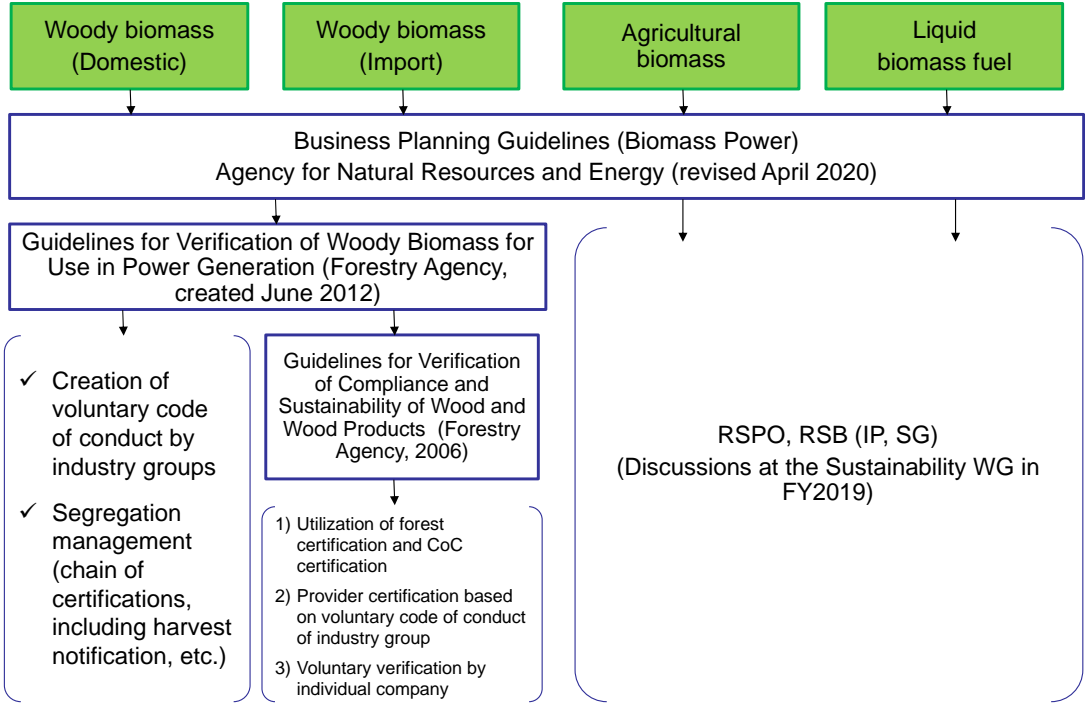 Woody biomass
(Domestic)
Woody biomass
(Import)
Agricultural
biomass
Liquid
biomass fuel
Business Planning Guidelines (Biomass Power)
Agency for Natural Resources and Energy (revised April 2020)
Guidelines for Verification of Woody Biomass for
Use in Power Generation (Forestry Agency,
created June 2012)
✓ Creation of
voluntary code
of conduct by
industry groups
✓ Segregation
management
(chain of
certifications,
including harvest
notification, etc.)
Guidelines for Verification
of Compliance and
Sustainability of Wood and
Wood Products (Forestry
Agency, 2006)
1) Utilization of forest
certification and CoC
certification
2) Provider certification based
on voluntary code of conduct
of industry group
3) Voluntary verification by
individual company
RSPO, RSB (IP, SG)
(Discussions at the Sustainability WG in
FY2019)